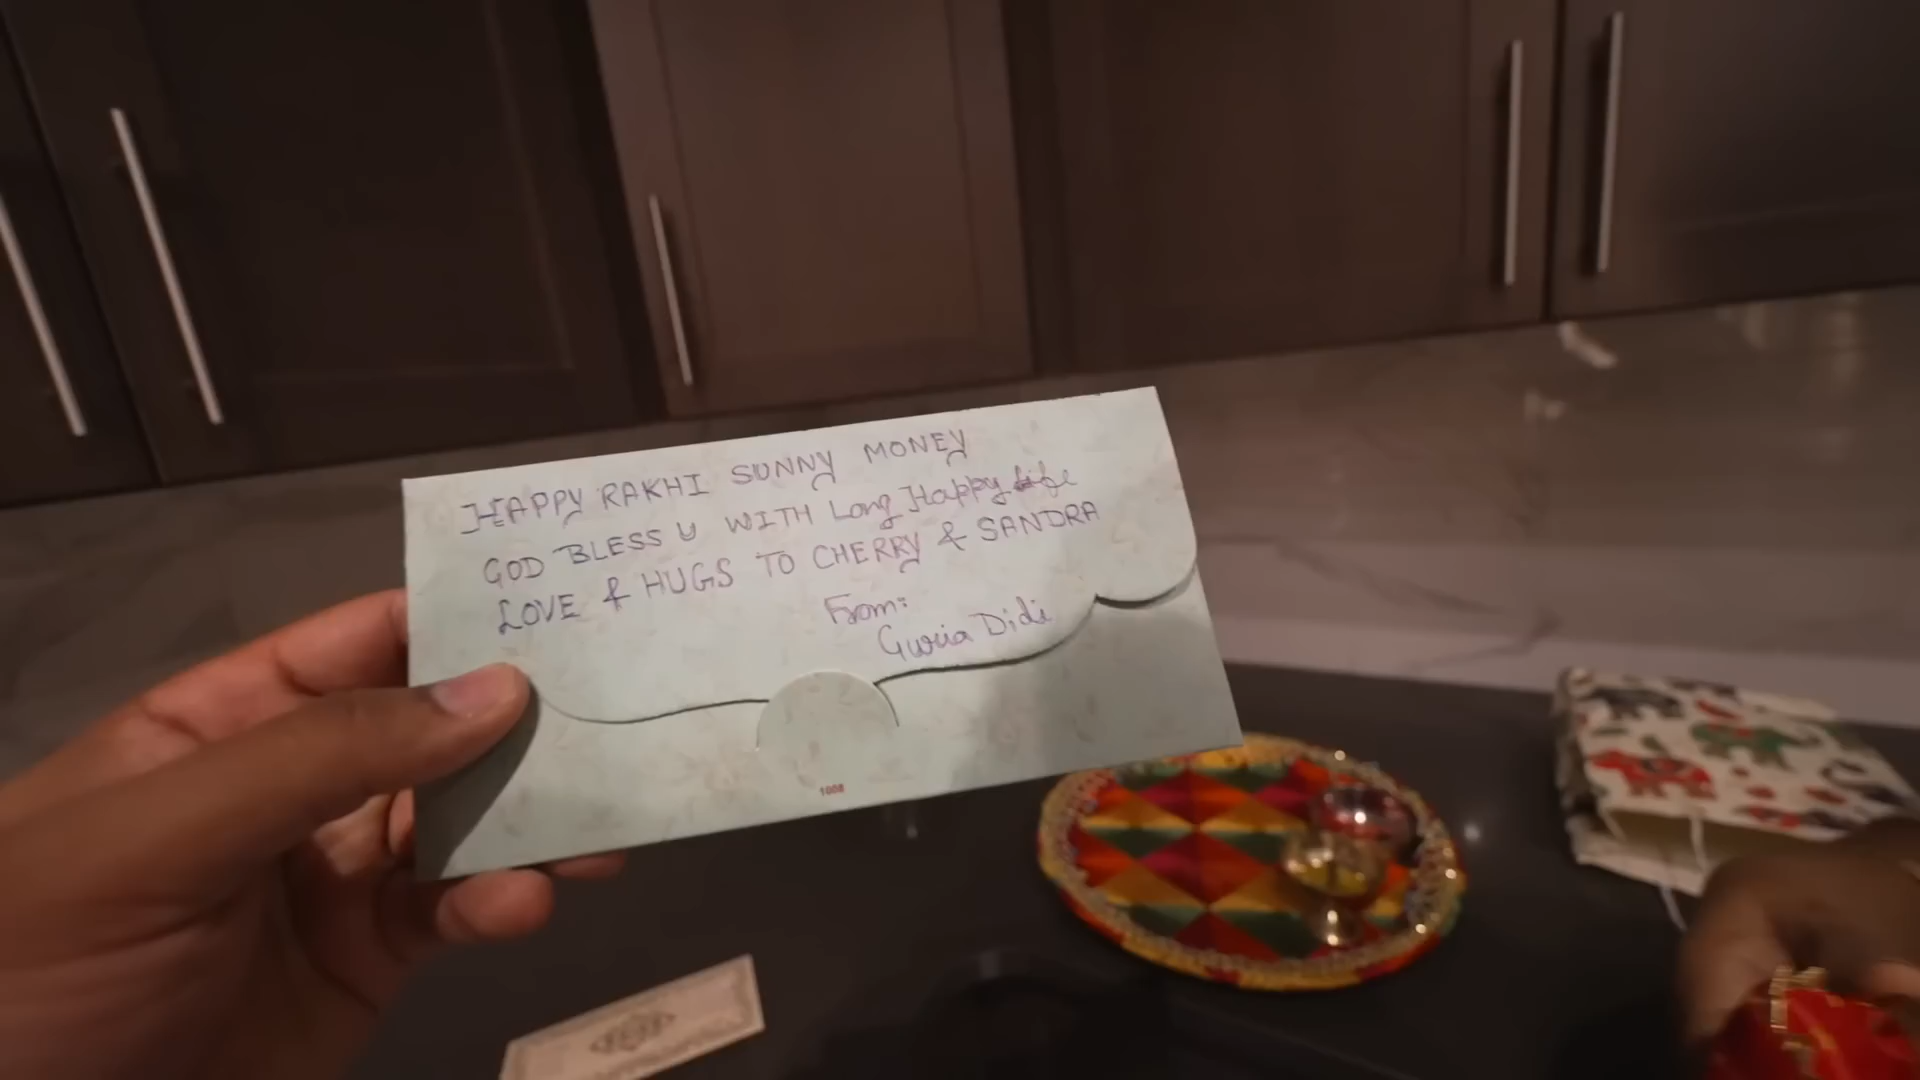 HAPPY RAKHI SUNNY MONEY
GOD BLESS U WITH Long Happy life
LOVE & HUGS TO CHERRY & SANDRA
From:
Guria Didi
1008